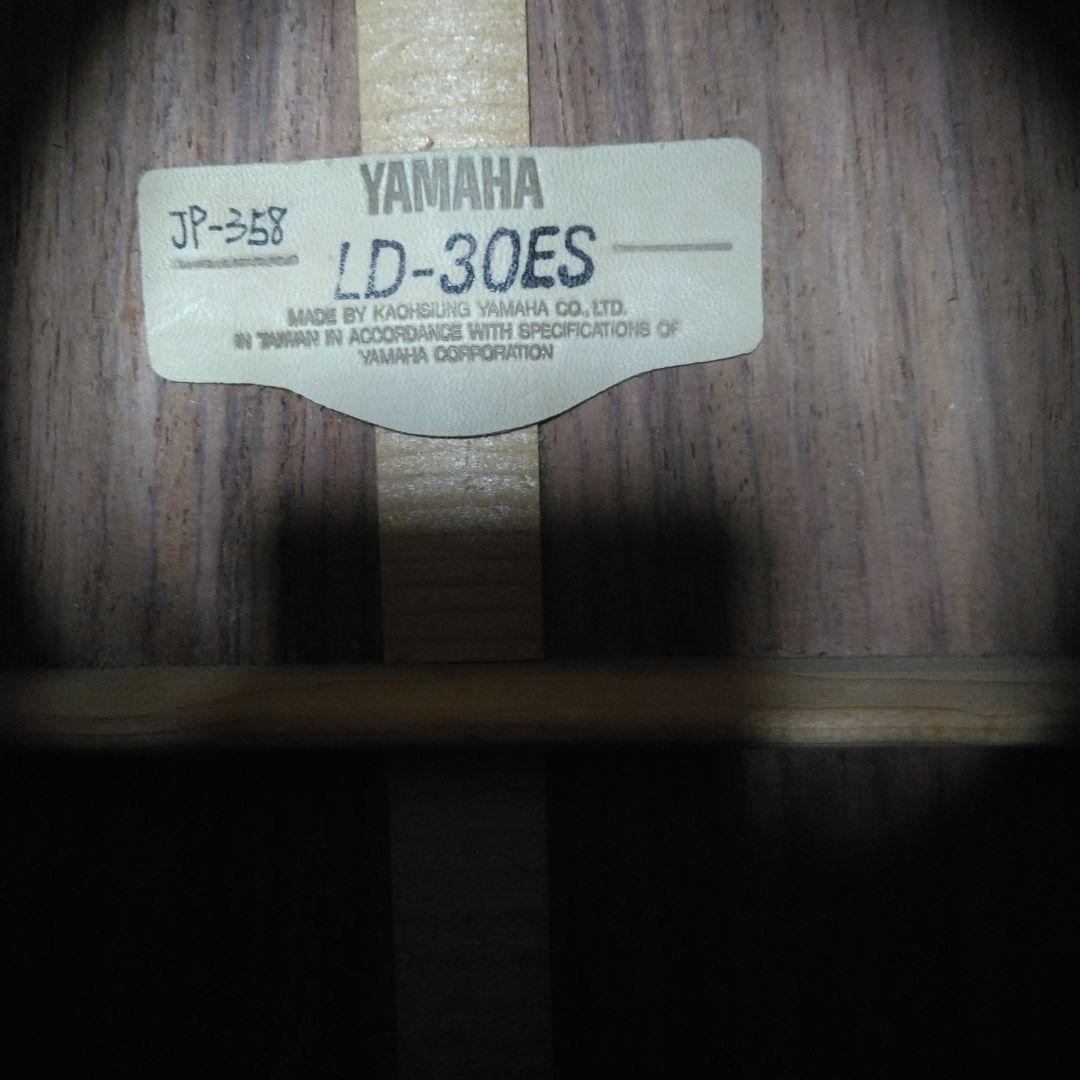 YAMAHA
JP-358
LD-30ES
MADE BY KAOHSIUNG YAMAHA CO., LTD.
IN TAIWAN IN ACCORDANCE WITH SPECIFICATIONS OF
YAMAHA CORPORATION